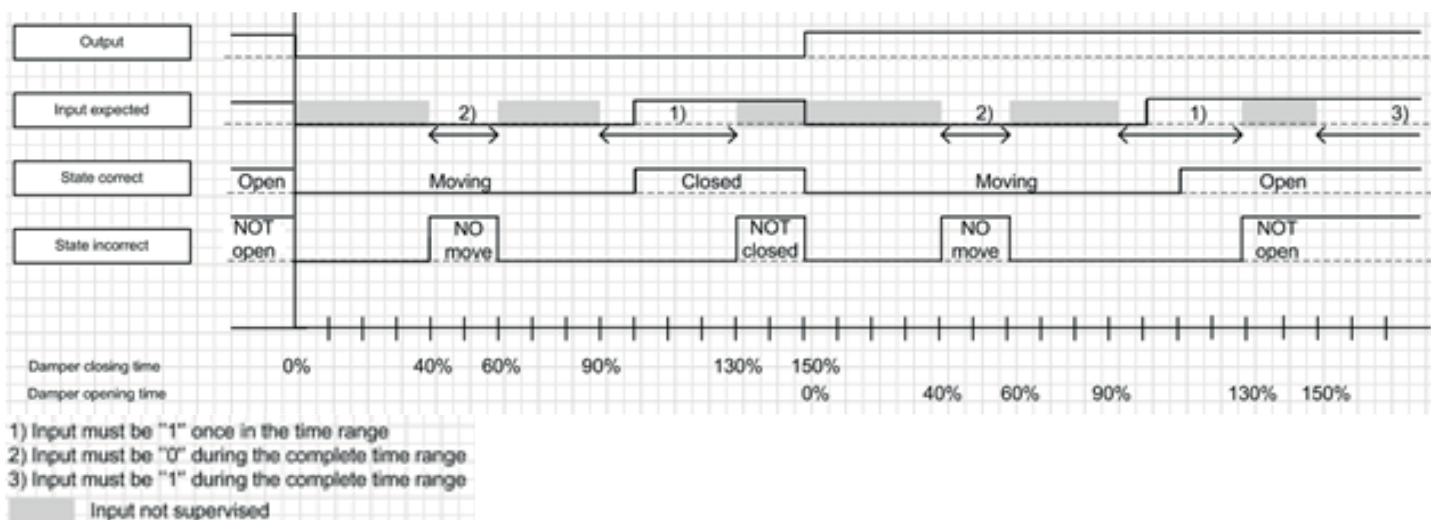 Output
Input expected
2) 1) 2) 1) 3)
State correct
Open Moving Closed Moving Open
State incorrect
NOT NO NOT NO NOT
open move closed move open
Damper closing time 0% 40% 60% 90% 130% 150%
Damper opening time 0% 40% 60% 90% 130% 150%
1) Input must be "1" once in the time range
2) Input must be "0" during the complete time range
3) Input must be "1" during the complete time range
Input not supervised